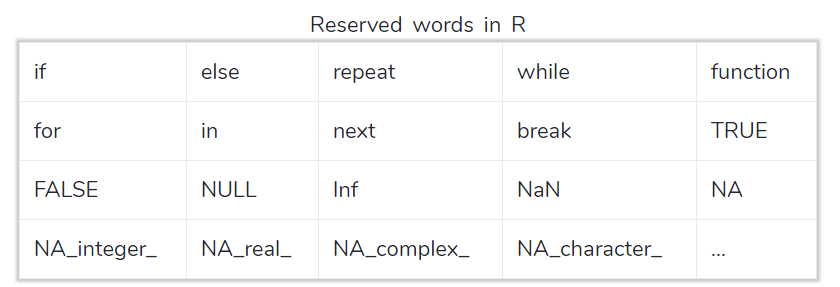 Reserved words in R
if else repeat while function
for in next break TRUE
FALSE NULL Inf NaN NA
NA_integer_ NA_real_ NA_complex_ NA_character_ ...